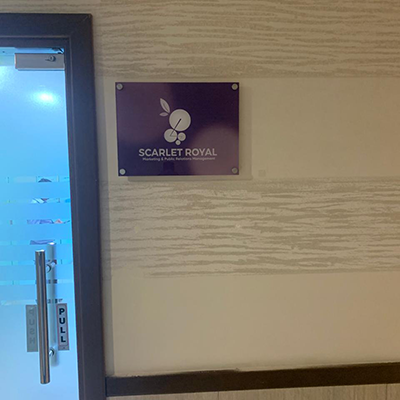 SCARLET ROYAL
Marketing & Public Relations Management
PULL